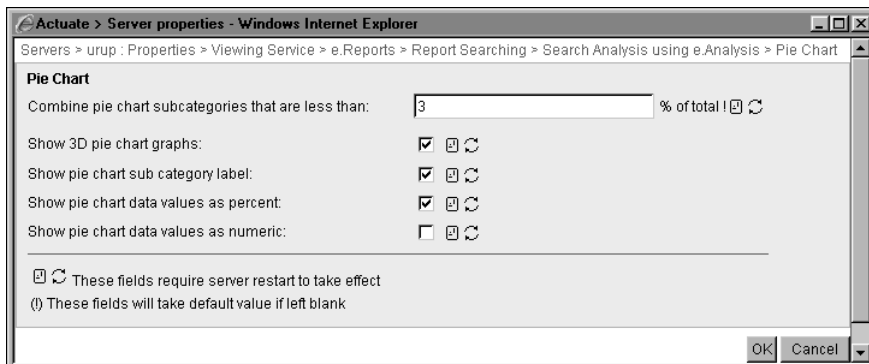 Actuate > Server properties - Windows Internet Explorer
Servers > urup : Properties > Viewing Service > e.Reports > Report Searching > Search Analysis using e.Analysis > Pie Chart
Pie Chart
Combine pie chart subcategories that are less than: 3 % of total !
Show 3D pie chart graphs:
Show pie chart sub category label:
Show pie chart data values as percent:
Show pie chart data values as numeric:
These fields require server restart to take effect
(!) These fields will take default value if left blank
OK Cancel